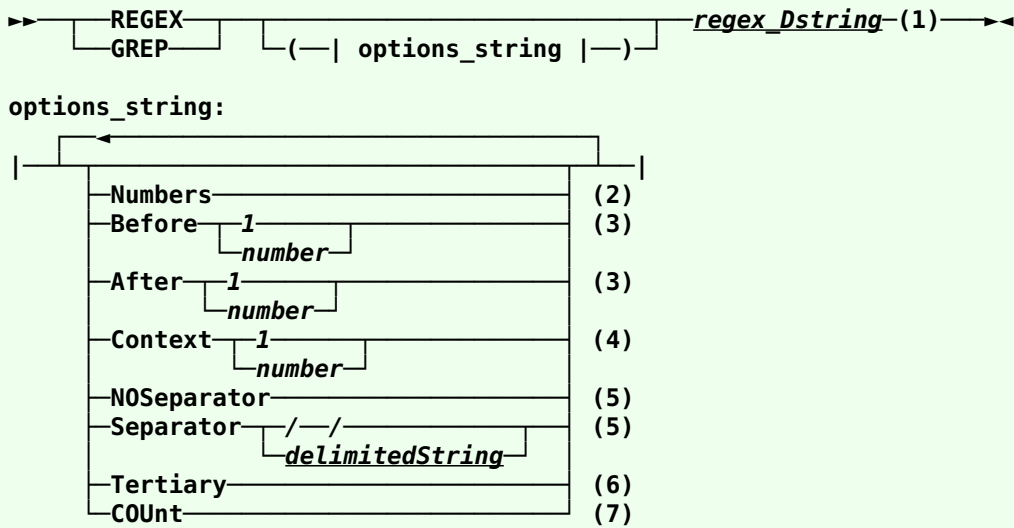 ►►──┬──REGEX──┬──┬──────────────────────────┬──regex_Dstring─(1)───►◄
└──GREP───┘ └─(──┤ options_string ├──)─┘
options_string:
┌──◄───────────────────────────────────┐
├──┴─┬──────────────────────────────────┬─┴──┤
├─Numbers──────────────────────────┤ (2)
├─Before──┬─1──────┬───────────────┤ (3)
└─number─┘
├─After──┬─1───────┬───────────────┤ (3)
└─number─┘
├─Context──┬─1───────┬─────────────┤ (4)
└─number─┘
├─NOSeparator──────────────────────┤ (5)
├─Separator──┬─/──/────────────┬───┤ (5)
└─delimitedString─┘
├─Tertiary─────────────────────────┤ (6)
└─COUnt────────────────────────────┘ (7)